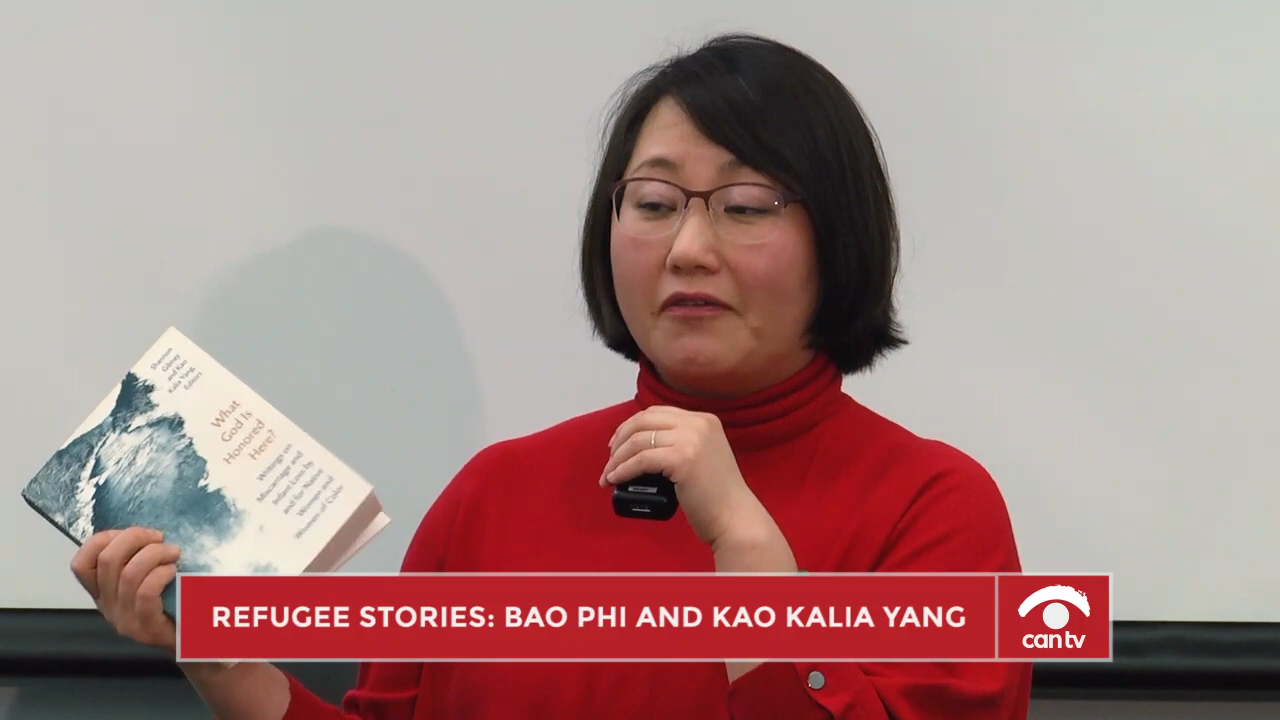 Shannon
Gibney
and Kao
Kalia Yang,
Editors
What
God Is
Honored
Here?
Writings on
Miscarriage and
Infant Loss by
and for Native
Women and
Women of Color
REFUGEE STORIES: BAO PHI AND KAO KALIA YANG
can tv